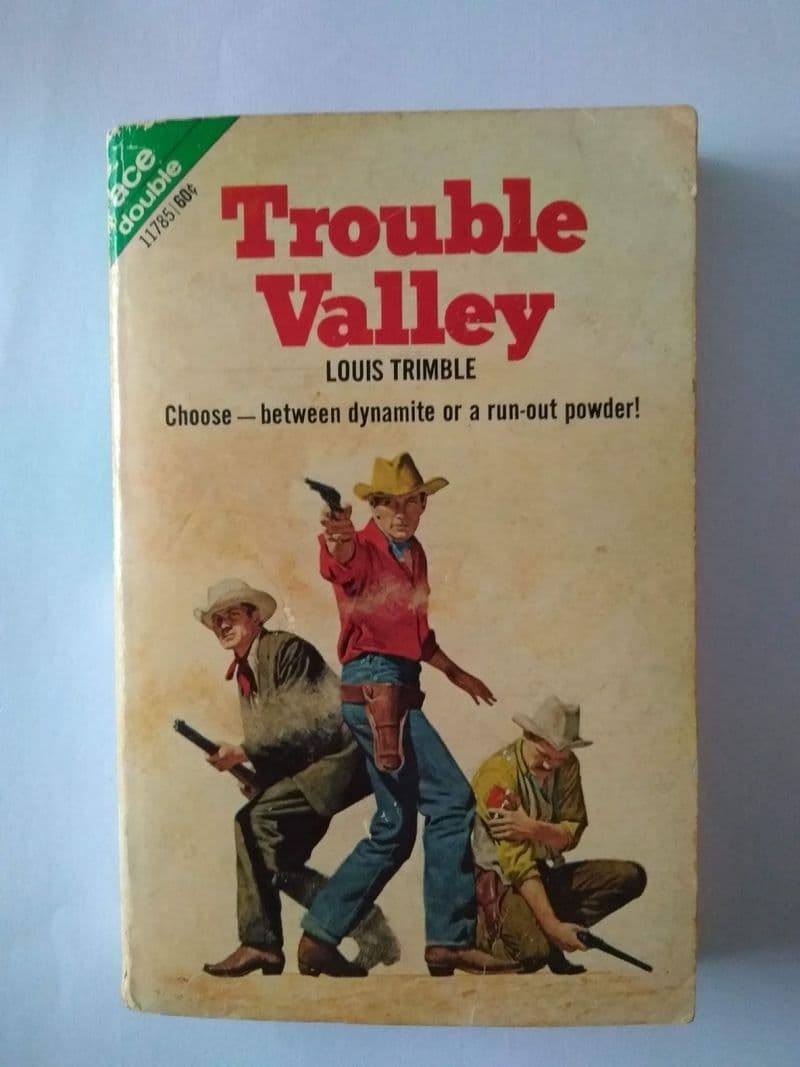 ace
double
11785|60¢
Trouble
Valley
LOUIS TRIMBLE
Choose — between dynamite or a run-out powder!